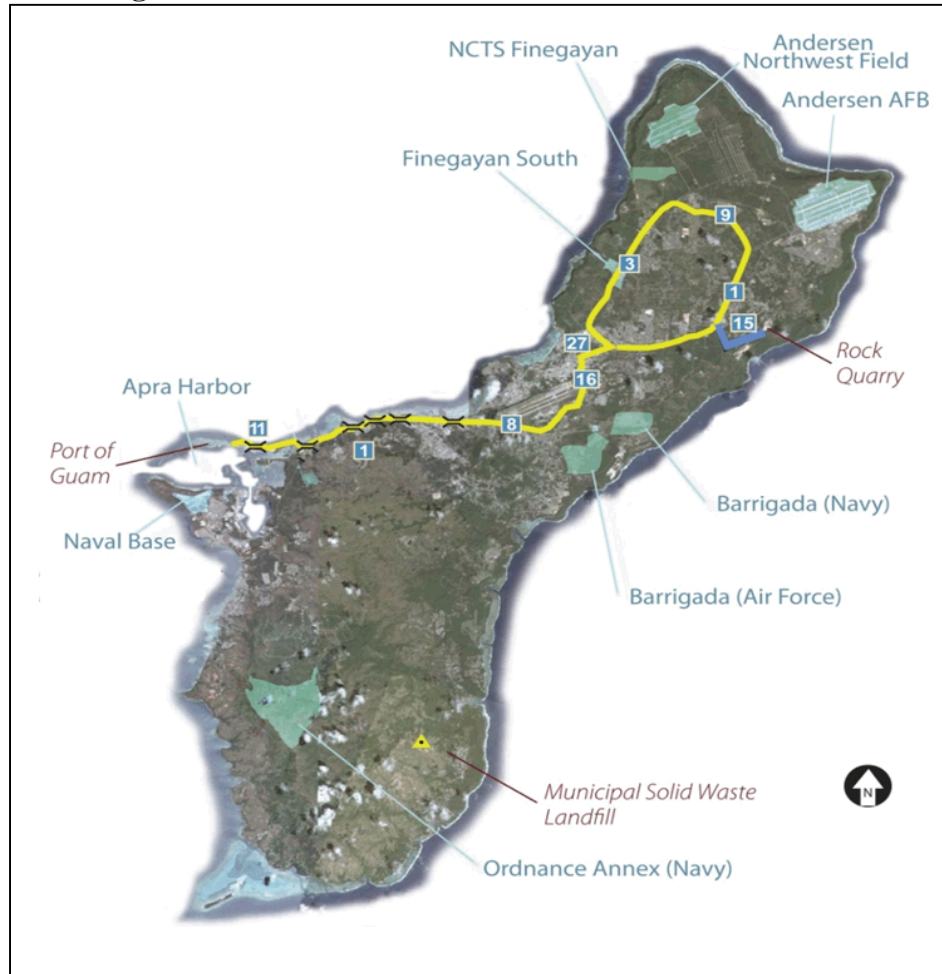 NCTS Finegayan
Andersen
Northwest Field
Andersen AFB
Finegayan South
9
3
1
15
27
Rock
Quarry
16
Apra Harbor
11
8
Port of
Guam
1
Barrigada (Navy)
Naval Base
Barrigada (Air Force)
Municipal Solid Waste
Landfill
N
Ordnance Annex (Navy)